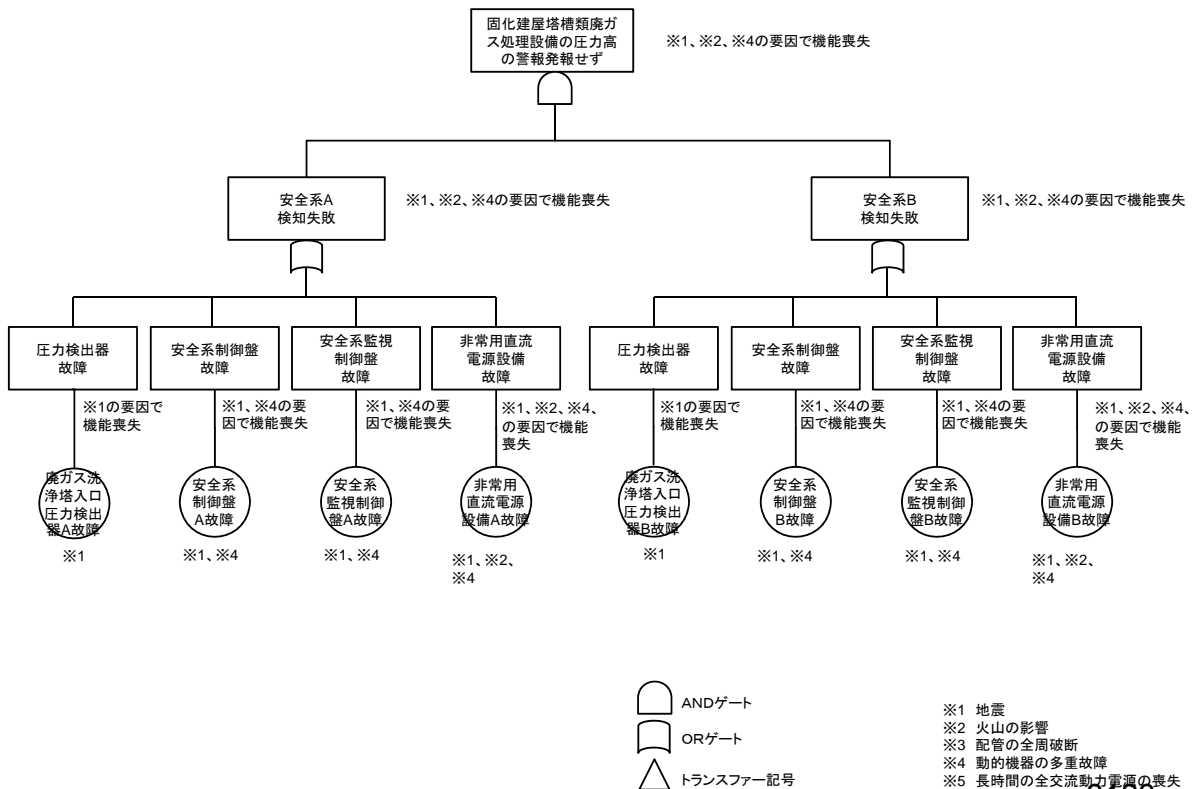 固化建屋塔槽類廃ガ
ス処理設備の圧力高
の警報発報せず
※1、※2、※4の要因で機能喪失
安全系A
検知失敗
※1、※2、※4の要因で機能喪失
安全系B
検知失敗
※1、※2、※4の要因で機能喪失
圧力検出器
故障
安全系制御盤
故障
安全系監視
制御盤
故障
非常用直流
電源設備
故障
圧力検出器
故障
安全系制御盤
故障
安全系監視
制御盤
故障
非常用直流
電源設備
故障
※1の要因で
機能喪失
※1、※4の要
因で機能喪失
※1、※4の要
因で機能喪失
※1、※2、※4、
の要因で機能
喪失
※1の要因で
機能喪失
※1、※4の要
因で機能喪失
※1、※4の要
因で機能喪失
※1、※2、※4、
の要因で機能
喪失
廃ガス洗
浄塔入口
圧力検出
器A故障
安全系
制御盤
A故障
安全系
監視制御
盤A故障
非常用
直流電源
設備A故障
廃ガス洗
浄塔入口
圧力検出
器B故障
安全系
制御盤
B故障
安全系
監視制御
盤B故障
非常用
直流電源
設備B故障
※1
※1、※4
※1、※4
※1、※2、
※4
※1
※1、※4
※1、※4
※1、※2、
※4
ANDゲート
ORゲート
トランスファー記号
※1 地震
※2 火山の影響
※3 配管の全周破断
※4 動的機器の多重故障
※5 長時間の全交流動力電源の喪失